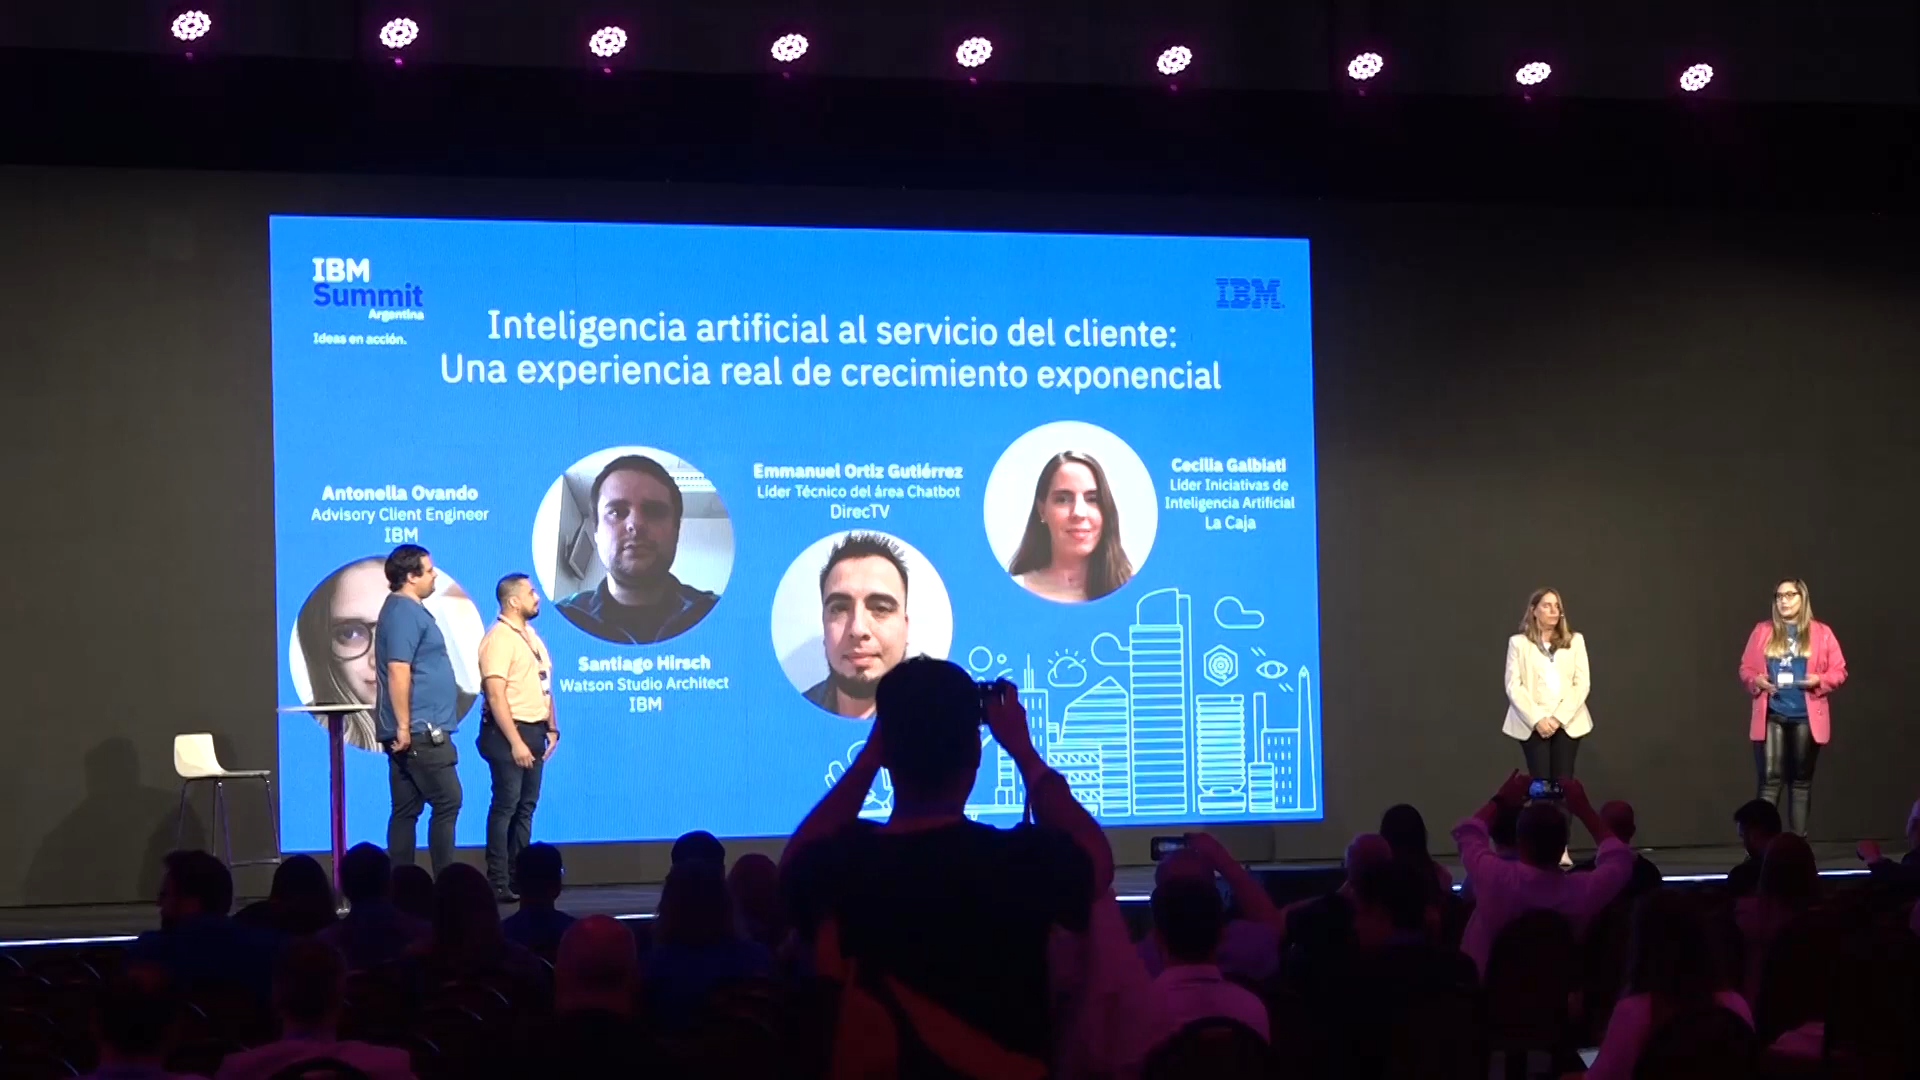 IBM
Summit
Argentina
Ideas en acción.
IBM
Inteligencia artificial al servicio del cliente:
Una experiencia real de crecimiento exponencial
Antonella Ovando
Advisory Client Engineer
IBM
Santiago Hirsch
Watson Studio Architect
IBM
Emmanuel Ortiz Gutiérrez
Líder Técnico del área Chatbot
DirecTV
Cecilia Galbiati
Líder Iniciativas de
Inteligencia Artificial
La Caja